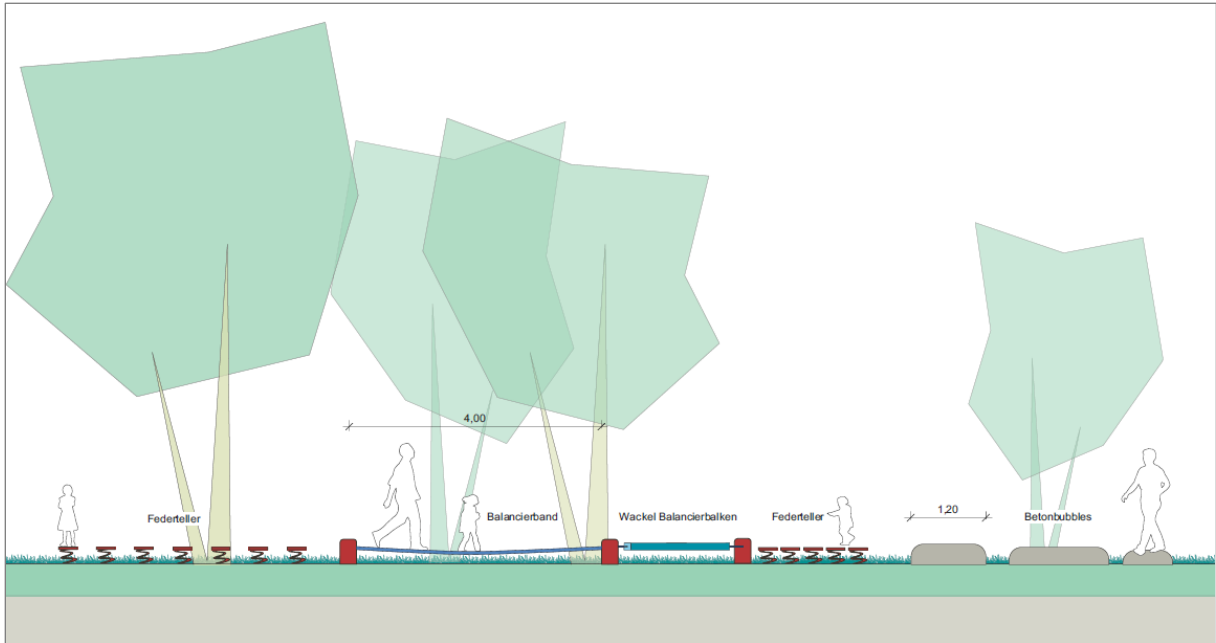 4,00
1,20
Federteller
Balancierband
Wackel Balancierbalken
Federteller
Betonbubbles